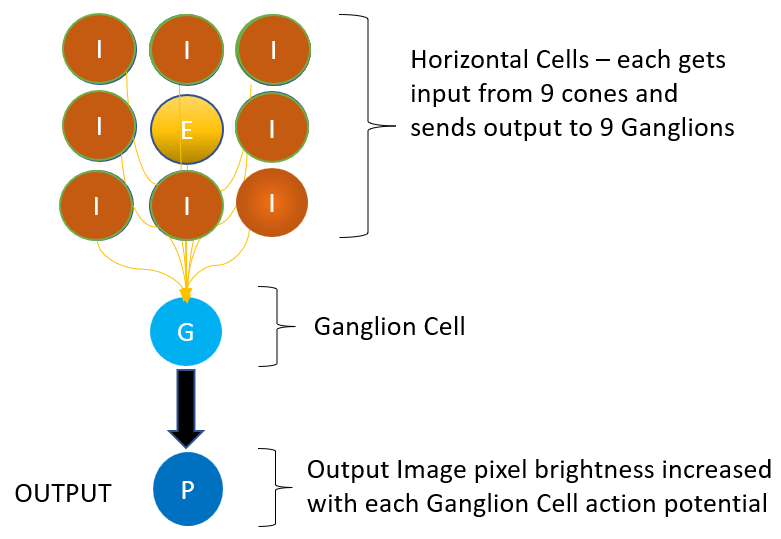 I I I
Horizontal Cells – each gets
input from 9 cones and
sends output to 9 Ganglions
I E I
I I I
G
Ganglion Cell
OUTPUT
P
Output Image pixel brightness increased
with each Ganglion Cell action potential